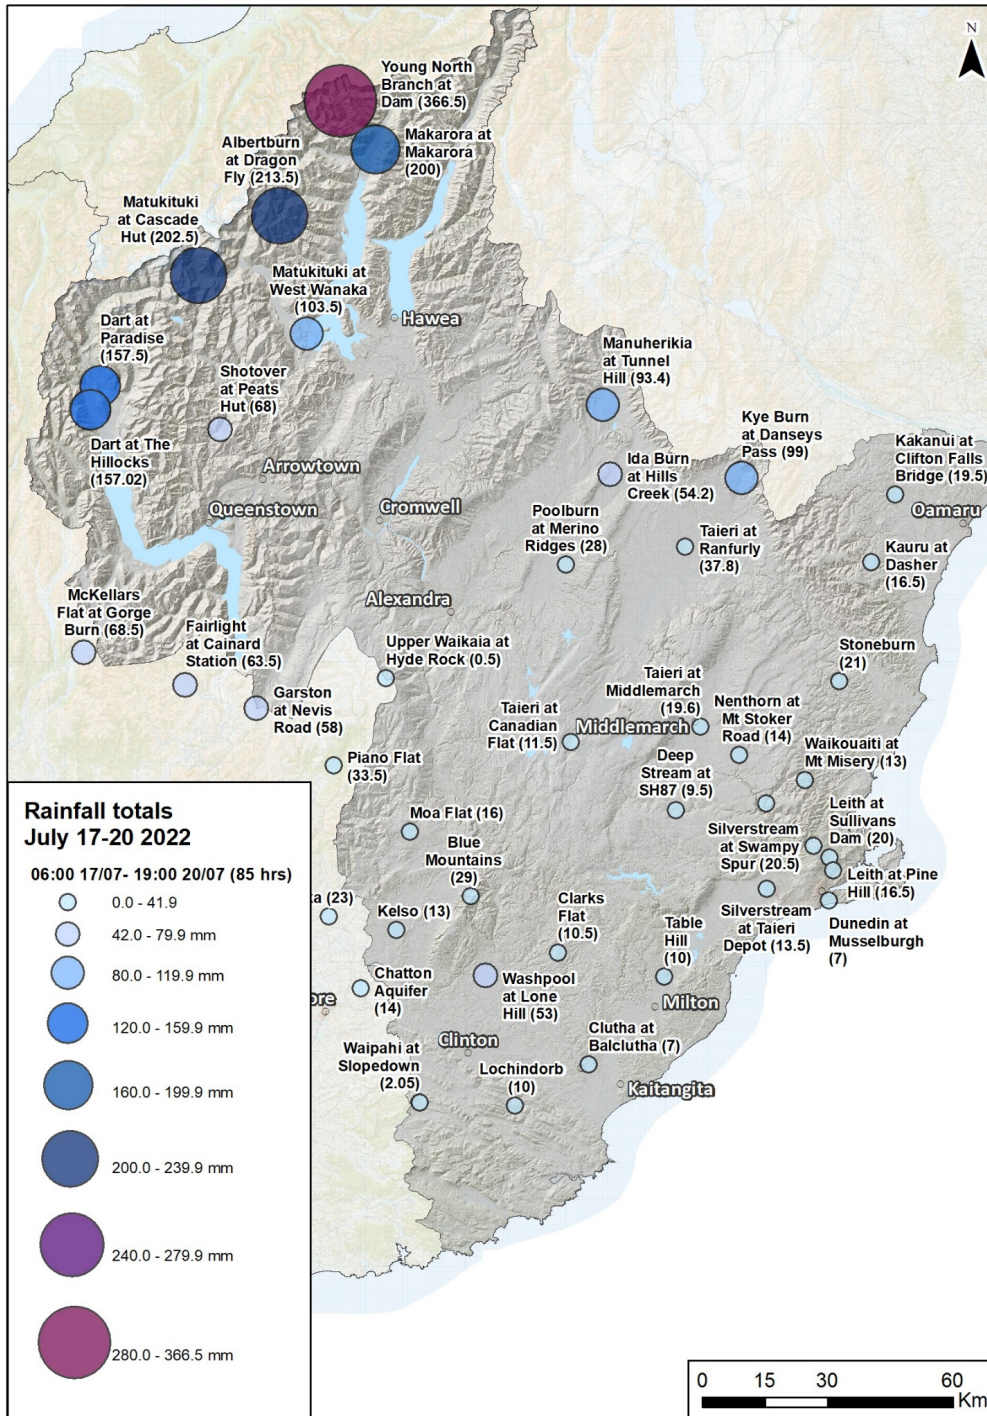 N
Young North
Branch at
Dam (366.5)
Makarora at
Makarora
(200)
Albertburn
at Dragon
Fly (213.5)
Matukituki
at Cascade
Hut (202.5)
Matukituki at
West Wanaka
(103.5)
Hawea
Dart at
Paradise
(157.5)
Shotover
at Peats
Hut (68)
Manuherikia
at Tunnel
Hill (93.4)
Kye Burn
at Danseys
Pass (99)
Kakanui at
Clifton Falls
Bridge (19.5)
Dart at The
Hillocks
(157.02)
Arrowtown
Ida Burn
at Hills
Creek (54.2)
Queenstown
Cromwell
Poolburn
at Merino
Ridges (28)
Taieri at
Ranfurly
(37.8)
Oamaru
Kauru at
Dasher
(16.5)
McKellars
Flat at Gorge
Burn (68.5)
Alexandra
Fairlight
at Cainard
Station (63.5)
Upper Waikaia at
Hyde Rock (0.5)
Stoneburn
(21)
Garston
at Nevis
Road (58)
Taieri at
Canadian
Flat (11.5)
Taieri at
Middlemarch
(19.6)
Middlemarch
Nenthorn at
Mt Stoker
Road (14)
Waikouaiti at
Mt Misery (13)
Piano Flat
(33.5)
Deep
Stream at
SH87 (9.5)
Moa Flat (16)
Blue
Mountains
(29)
Silverstream
at Swampy
Spur (20.5)
Leith at
Sullivans
Dam (20)
Leith at Pine
Hill (16.5)
ka (23)
Kelso (13)
Clarks
Flat
(10.5)
Table
Hill
(10)
Silverstream
at Taieri
Depot (13.5)
Dunedin at
Musselburgh
(7)
Chatton
Aquifer
(14)
ore
Washpool
at Lone
Hill (53)
Milton
Clinton
Clutha at
Balclutha (7)
Waipahi at
Slopedown
(2.05)
Lochindorb
(10)
Kaitangita
Rainfall totals
July 17-20 2022
06:00 17/07- 19:00 20/07 (85 hrs)
0.0 - 41.9
42.0 - 79.9 mm
80.0 - 119.9 mm
120.0 - 159.9 mm
160.0 - 199.9 mm
200.0 - 239.9 mm
240.0 - 279.9 mm
280.0 - 366.5 mm
0 15 30 60
Km